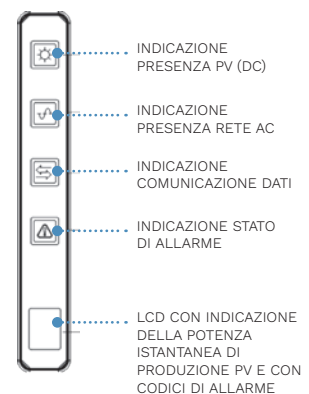 INDICAZIONE
PRESENZA PV (DC)
INDICAZIONE
PRESENZA RETE AC
INDICAZIONE
COMUNICAZIONE DATI
INDICAZIONE STATO
DI ALLARME
LCD CON INDICAZIONE
DELLA POTENZA
ISTANTANEA DI
PRODUZIONE PV E CON
CODICI DI ALLARME